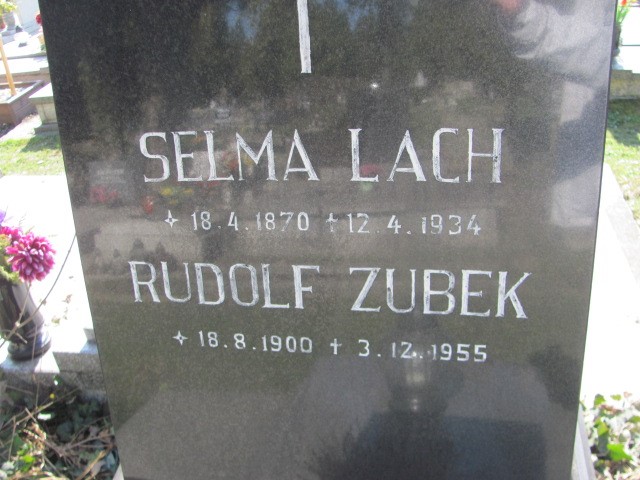 SELMA LACH
✧ 18.4.1870 † 12.4.1934
RUDOLF ZUBEK
✧ 18.8.1900 † 3.12.1955